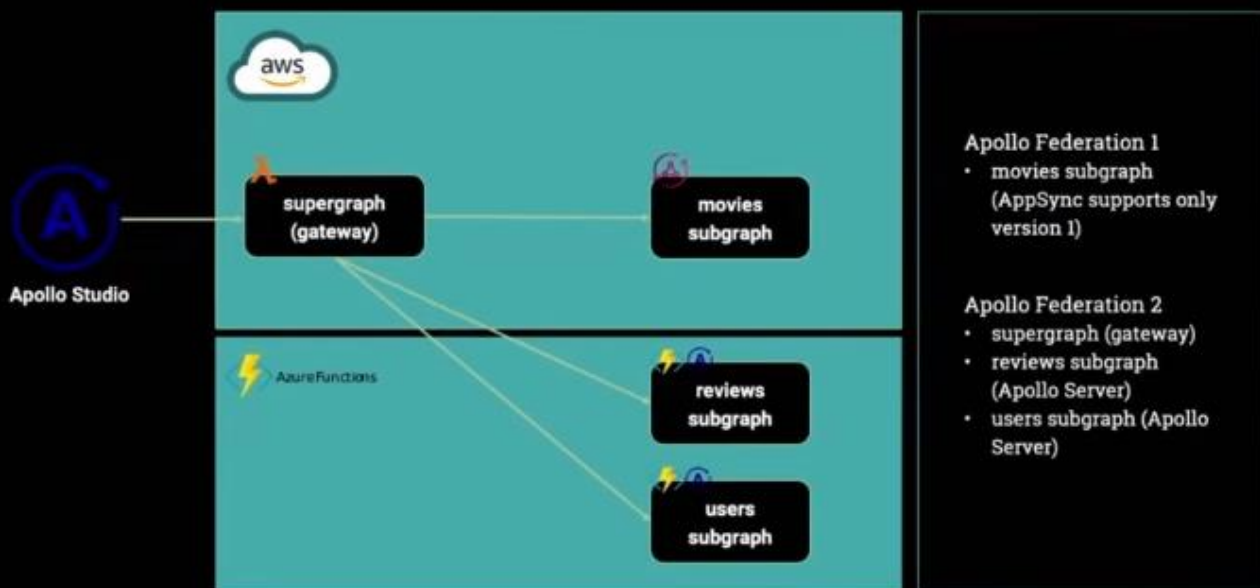 aws
supergraph
(gateway)
movies
subgraph
Apollo Studio
AzureFunctions
reviews
subgraph
users
subgraph
Apollo Federation 1
• movies subgraph
(AppSync supports only
version 1)
Apollo Federation 2
• supergraph (gateway)
• reviews subgraph
(Apollo Server)
• users subgraph (Apollo
Server)